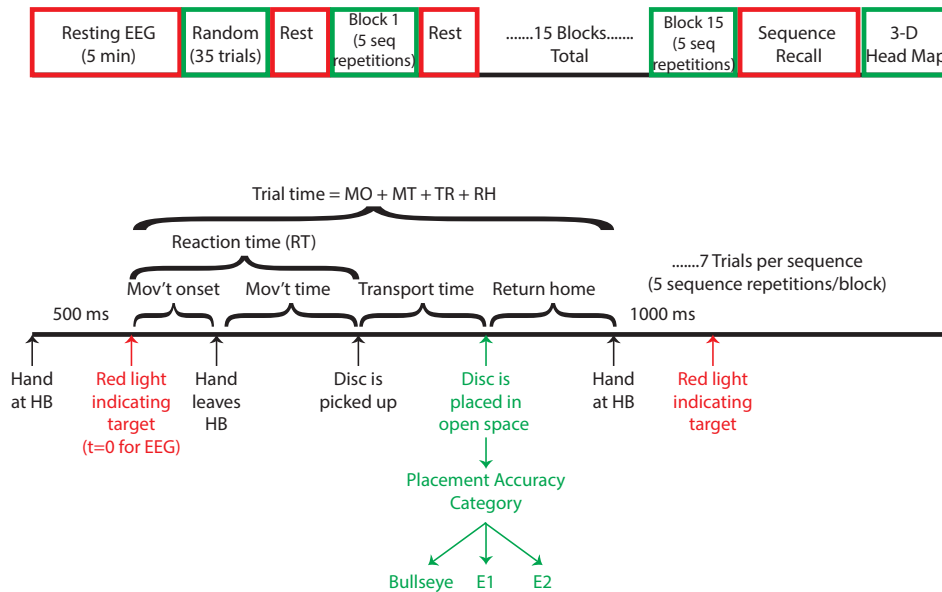 Resting EEG
(5 min)
Random
(35 trials)
Rest
Block 1
(5 seq
repetitions)
Rest
.......15 Blocks.......
Total
Block 15
(5 seq
repetitions)
Sequence
Recall
3-D
Head Map
Trial time = MO + MT + TR + RH
Reaction time (RT)
Mov't onset
Mov't time
Transport time
Return home
.......7 Trials per sequence
(5 sequence repetitions/block)
500 ms
1000 ms
Hand
at HB
Red light
indicating
target
(t=0 for EEG)
Hand
leaves
HB
Disc is
picked up
Disc is
placed in
open space
Hand
at HB
Red light
indicating
target
Placement Accuracy
Category
Bullseye
E1
E2